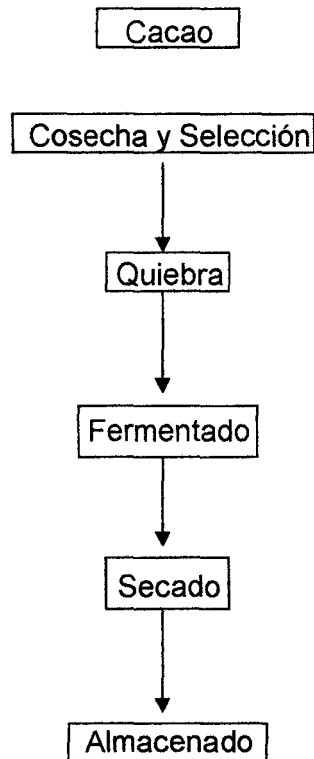 Cacao
Cosecha y Selección
Quiebra
Fermentado
Secado
Almacenado